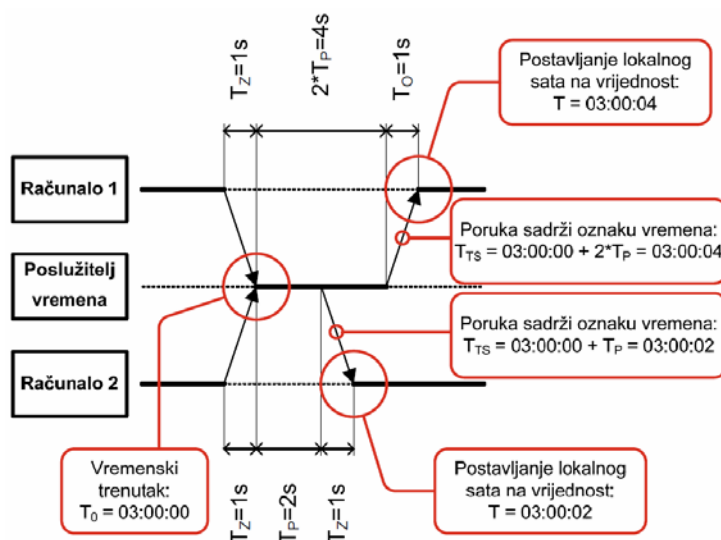 T_Z=1s
2*T_P=4s
T_O=1s
Postavljanje lokalnog
sata na vrijednost:
T = 03:00:04
Računalo 1
Poruka sadrži oznaku vremena:
T_TS = 03:00:00 + 2*T_P = 03:00:04
Poslužitelj
vremena
Poruka sadrži oznaku vremena:
T_TS = 03:00:00 + T_P = 03:00:02
Računalo 2
Vremenski
trenutak:
T_0 = 03:00:00
T_Z=1s
T_P=2s
T_Z=1s
Postavljanje lokalnog
sata na vrijednost:
T = 03:00:02